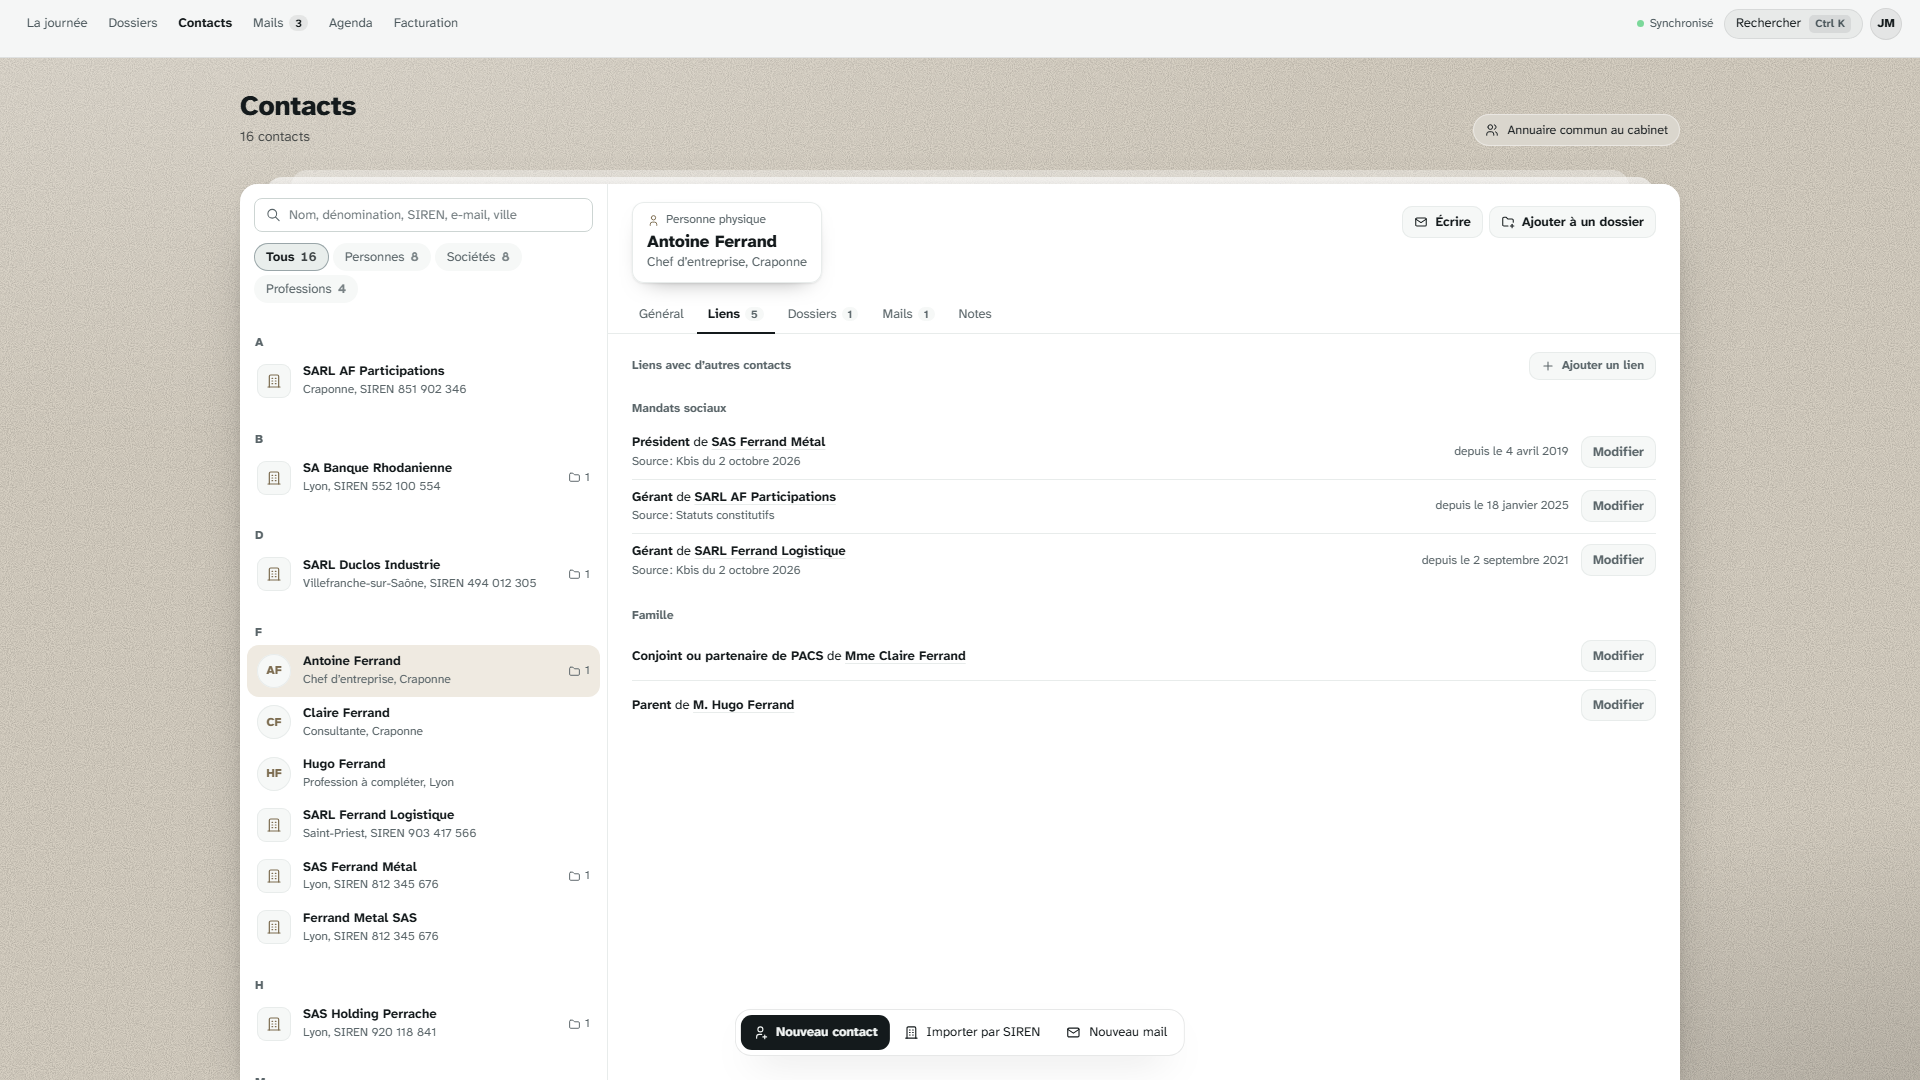 La journée
Dossiers
Contacts
Mails 3
Agenda
Facturation
Synchronisé
Rechercher Ctrl K
JM
Contacts
16 contacts
Annuaire commun au cabinet
Nom, dénomination, SIREN, e-mail, ville
Tous 16
Personnes 8
Sociétés 8
Professions 4
A
SARL AF Participations
Craponne, SIREN 851 902 346
B
SA Banque Rhodanienne
Lyon, SIREN 552 100 554
1
D
SARL Duclos Industrie
Villefranche-sur-Saône, SIREN 494 012 305
1
F
AF
Antoine Ferrand
Chef d'entreprise, Craponne
1
CF
Claire Ferrand
Consultante, Craponne
HF
Hugo Ferrand
Profession à compléter, Lyon
SARL Ferrand Logistique
Saint-Priest, SIREN 903 417 566
SAS Ferrand Métal
Lyon, SIREN 812 345 676
1
Ferrand Metal SAS
Lyon, SIREN 812 345 676
H
SAS Holding Perrache
Lyon, SIREN 920 118 841
1
Personne physique
Antoine Ferrand
Chef d'entreprise, Craponne
Écrire
Ajouter à un dossier
Général
Liens 5
Dossiers 1
Mails 1
Notes
Liens avec d'autres contacts
Ajouter un lien
Mandats sociaux
Président de SAS Ferrand Métal
Source : Kbis du 2 octobre 2026
depuis le 4 avril 2019
Modifier
Gérant de SARL AF Participations
Source : Statuts constitutifs
depuis le 18 janvier 2025
Modifier
Gérant de SARL Ferrand Logistique
Source : Kbis du 2 octobre 2026
depuis le 2 septembre 2021
Modifier
Famille
Conjoint ou partenaire de PACS de Mme Claire Ferrand
Modifier
Parent de M. Hugo Ferrand
Modifier
Nouveau contact
Importer par SIREN
Nouveau mail